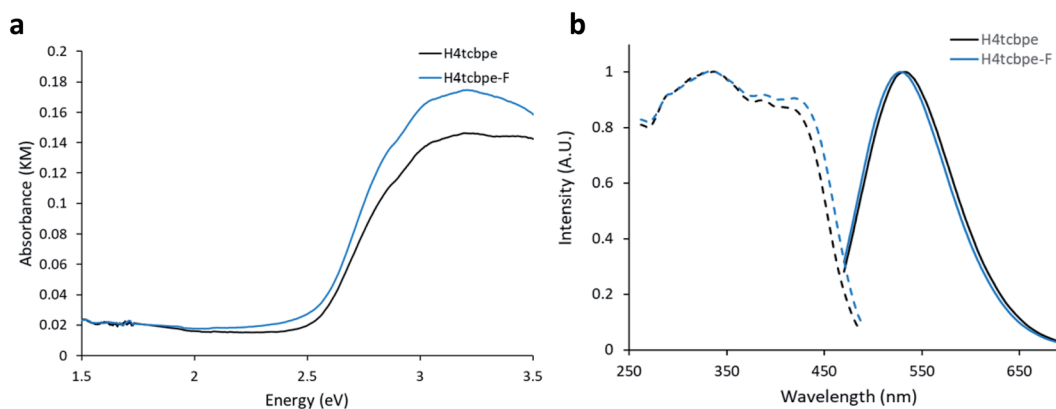 a
H4tcbpe
H4tcbpe-F
Absorbance (KM)
0.2
0.18
0.16
0.14
0.12
0.1
0.08
0.06
0.04
0.02
0
1.5 2 2.5 3 3.5
Energy (eV)
b
H4tcbpe
H4tcbpe-F
Intensity (A.U.)
1
0.8
0.6
0.4
0.2
0
250 350 450 550 650
Wavelength (nm)